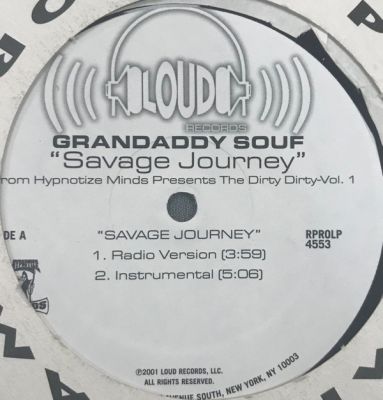 LOUD
RECORDS
GRANDADDY SOUF
"Savage Journey"
from Hypnotize Minds Presents The Dirty Dirty-Vol. 1
DE A
"SAVAGE JOURNEY"
RPROLP
4553
1. Radio Version (3:59)
2. Instrumental (5:06)
℗©2001 LOUD RECORDS, LLC.
ALL RIGHTS RESERVED.
AVENUE SOUTH, NEW YORK, NY 10003